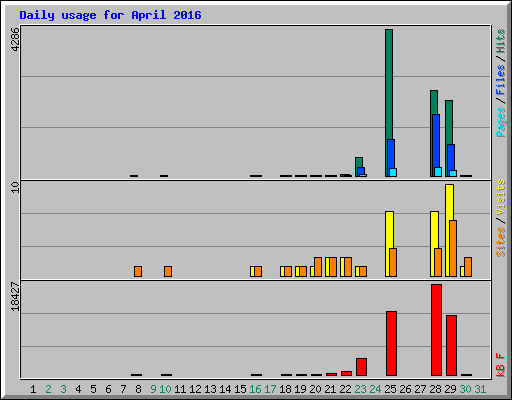 Daily usage for April 2016
4286
Pages / Files / Hits
10
Sites / Visits
18427
kB F
1 2 3 4 5 6 7 8 9 10 11 12 13 14 15 16 17 18 19 20 21 22 23 24 25 26 27 28 29 30 31